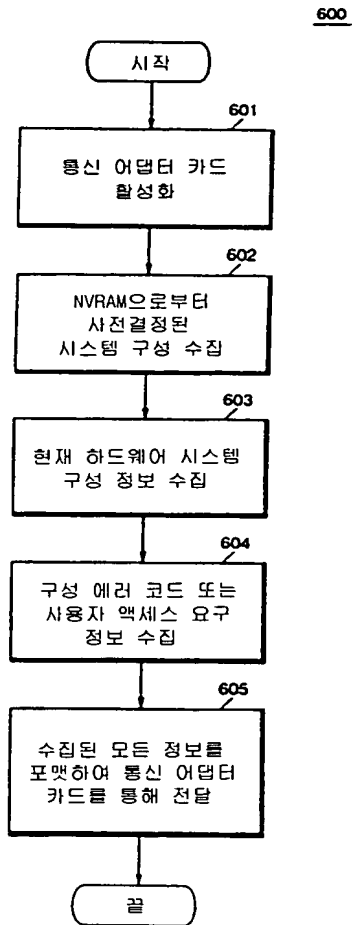 600
시작
601
통신 어댑터 카드
활성화
602
NVRAM으로부터
사전결정된
시스템 구성 수집
603
현재 하드웨어 시스템
구성 정보 수집
604
구성 에러 코드 또는
사용자 액세스 요구
정보 수집
605
수집된 모든 정보를
포맷하여 통신 어댑터
카드를 통해 전달
끝